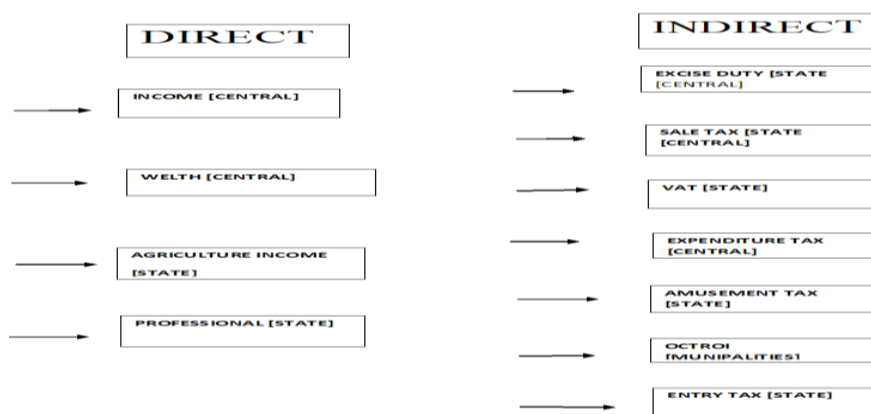 DIRECT
INCOME [CENTRAL]
WELTH [CENTRAL]
AGRICULTURE INCOME
[STATE]
PROFESSIONAL [STATE]
INDIRECT
EXCISE DUTY [STATE
[CENTRAL]
SALE TAX [STATE
[CENTRAL]
VAT [STATE]
EXPENDITURE TAX
[CENTRAL]
AMUSEMENT TAX
[STATE]
OCTROI
[MUNIPALITIES]
ENTRY TAX [STATE]